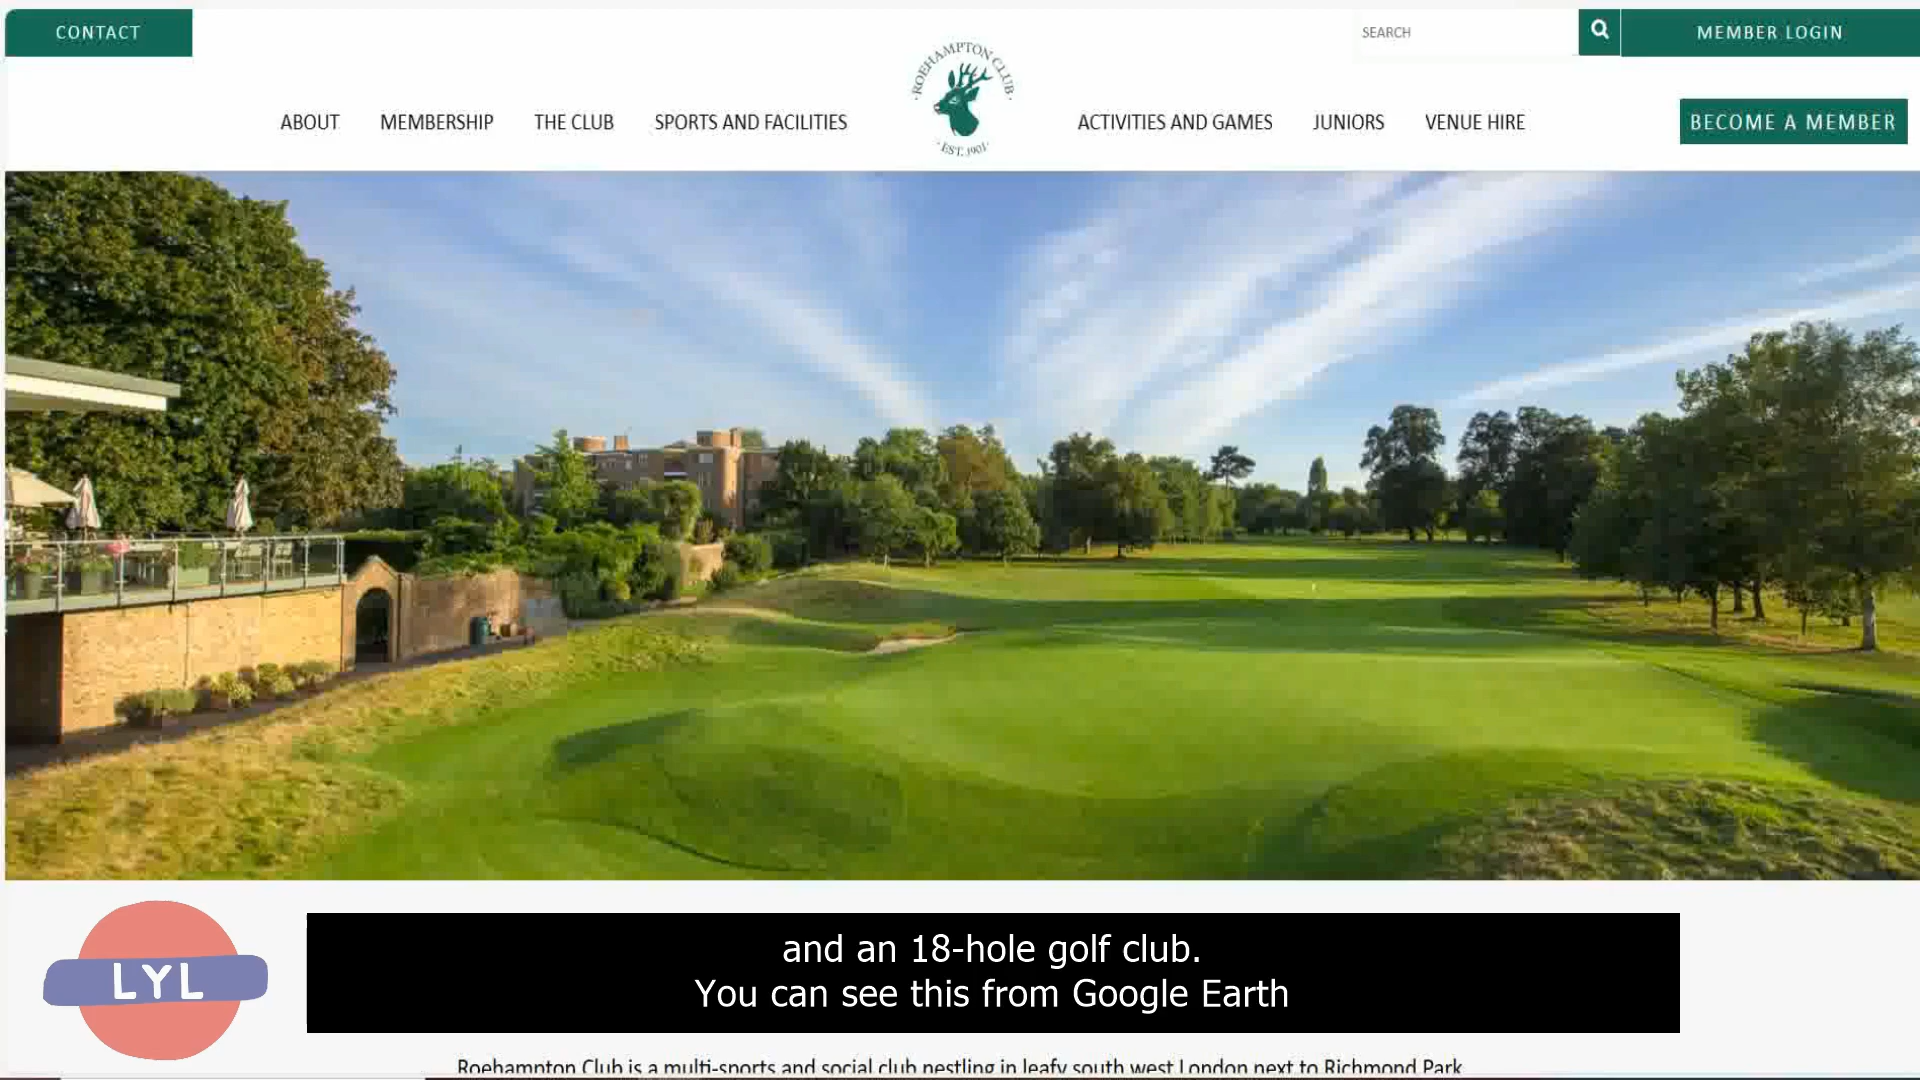 CONTACT
SEARCH
MEMBER LOGIN
ROEHAMPTON CLUB
EST. 1901
ABOUT
MEMBERSHIP
THE CLUB
SPORTS AND FACILITIES
ACTIVITIES AND GAMES
JUNIORS
VENUE HIRE
BECOME A MEMBER
LYL
and an 18-hole golf club.
You can see this from Google Earth
Roehampton Club is a multi-sports and social club nestling in leafy south west London next to Richmond Park